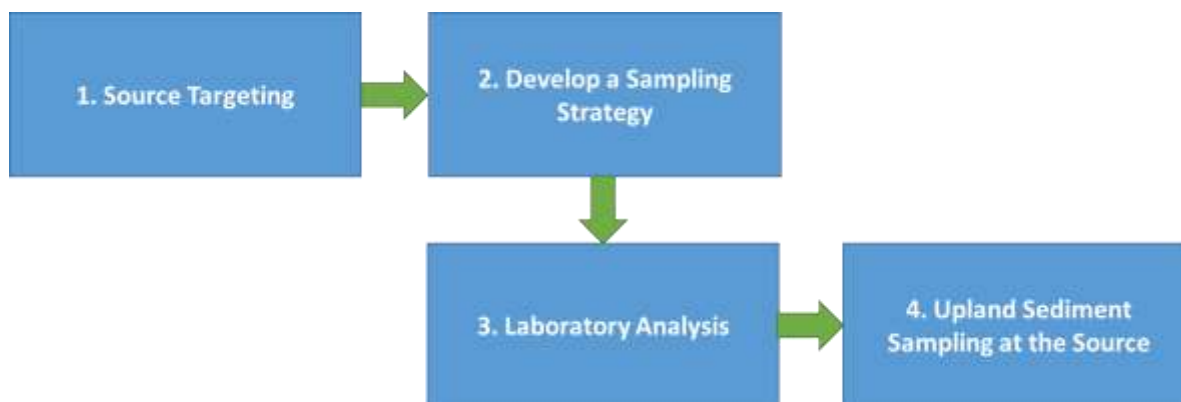 1. Source Targeting
2. Develop a Sampling
Strategy
3. Laboratory Analysis
4. Upland Sediment
Sampling at the Source